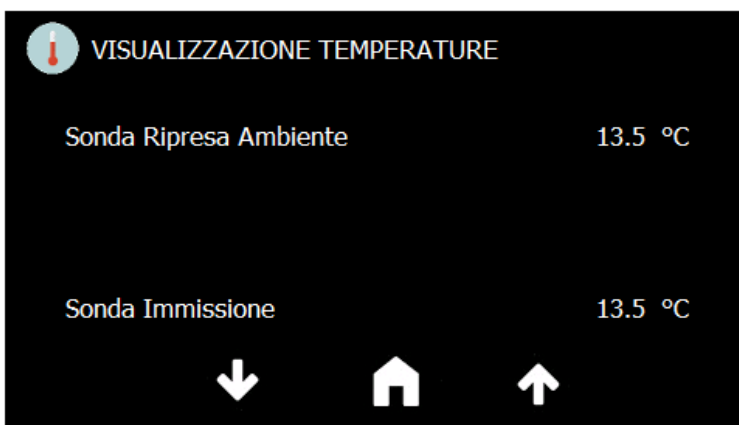 VISUALIZZAZIONE TEMPERATURE
Sonda Ripresa Ambiente 13.5 °C
Sonda Immissione 13.5 °C